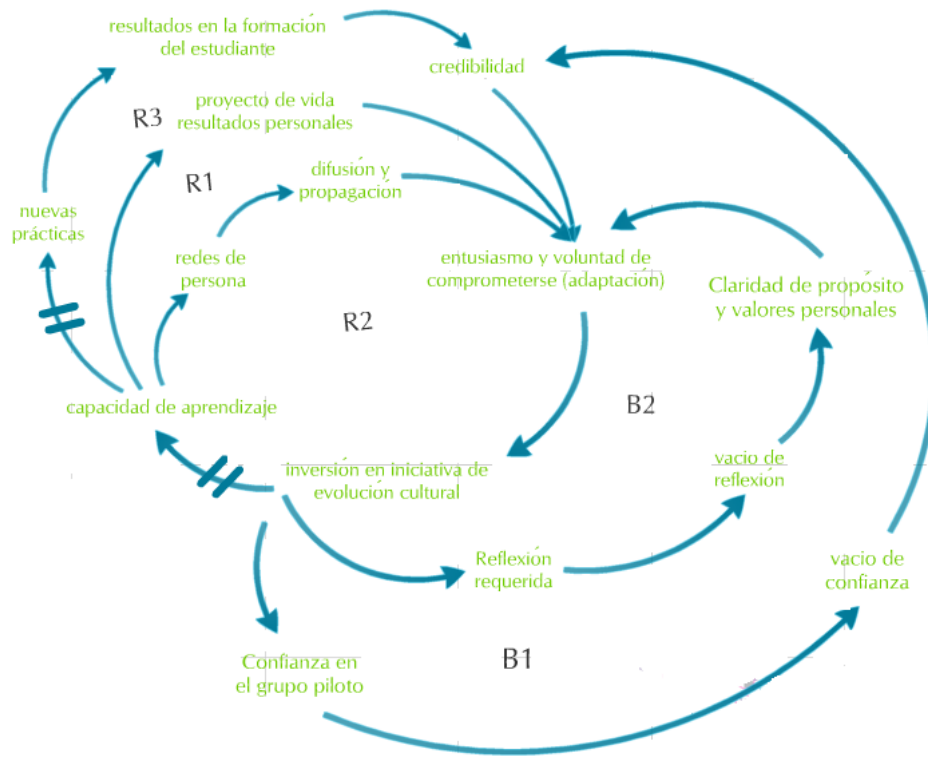 resultados en la formación
del estudiante
credibilidad
R3
proyecto de vida
resultados personales
R1
difusión y
propagación
nuevas
prácticas
redes de
persona
entusiasmo y voluntad de
comprometerse (adaptación)
Claridad de propósito
y valores personales
R2
B2
capacidad de aprendizaje
inversión en iniciativa de
evolución cultural
vacio de
reflexión
Reflexión
requerida
vacio de
confianza
Confianza en
el grupo piloto
B1